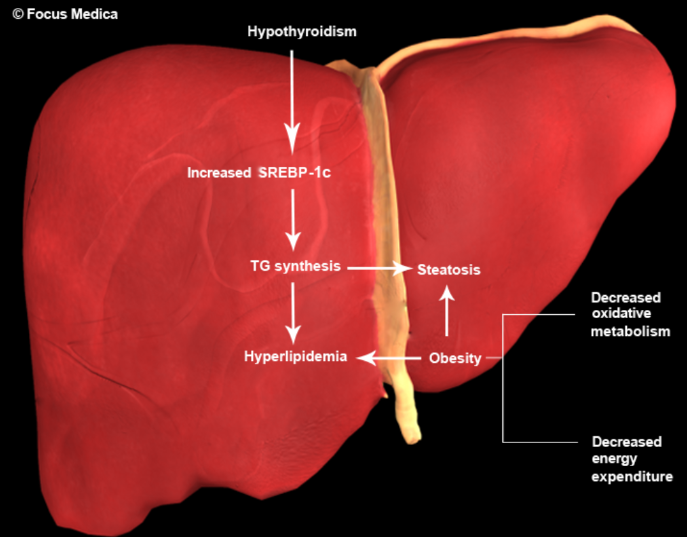 © Focus Medica
Hypothyroidism
Increased SREBP-1c
TG synthesis
Steatosis
Hyperlipidemia
Obesity
Decreased
oxidative
metabolism
Decreased
energy
expenditure